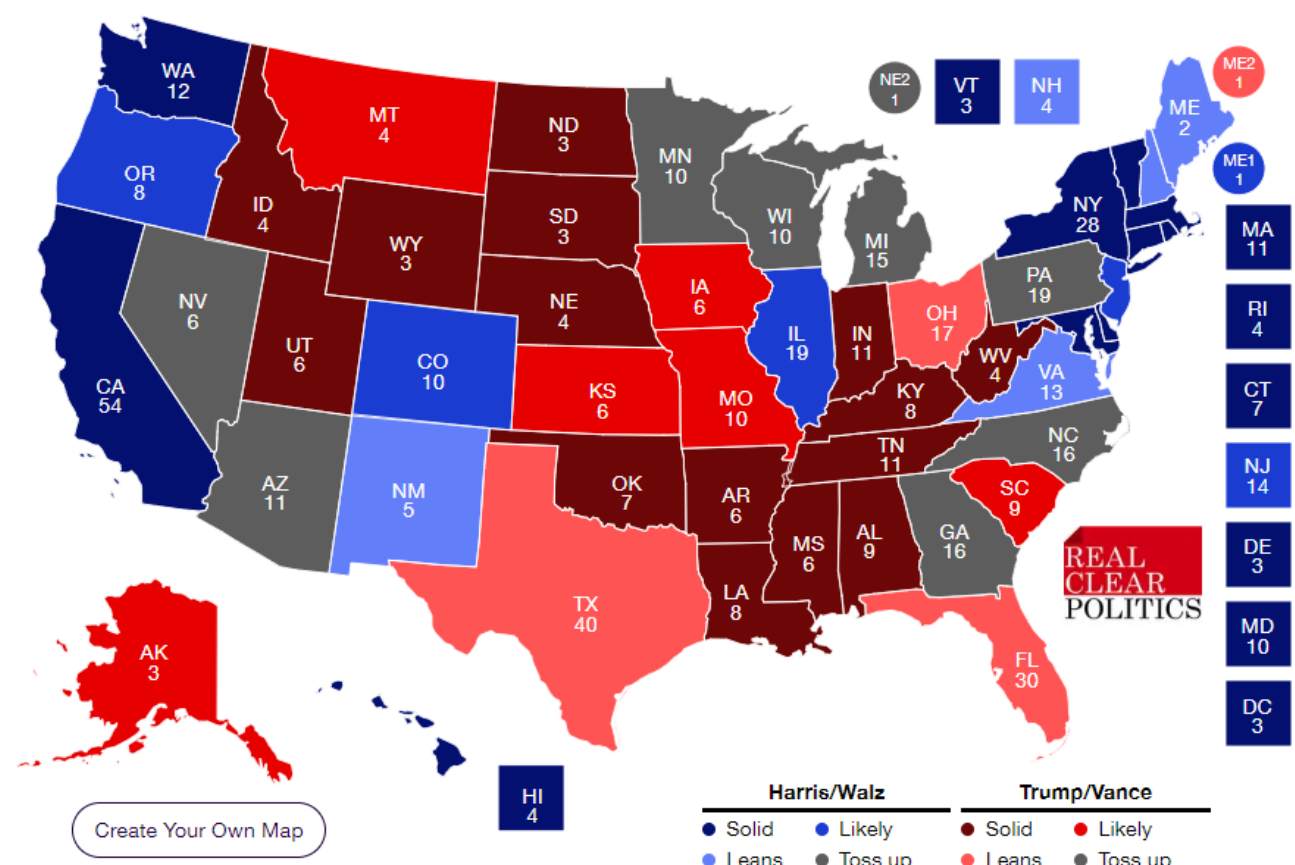 WA
12
OR
8
CA
54
NV
6
ID
4
MT
4
WY
3
UT
6
AZ
11
CO
10
NM
5
ND
3
SD
3
NE
4
KS
6
OK
7
TX
40
MN
10
IA
6
MO
10
AR
6
LA
8
WI
10
IL
19
MS
6
MI
15
IN
11
KY
8
TN
11
AL
9
OH
17
WV
4
GA
16
FL
30
SC
9
NC
16
VA
13
PA
19
NY
28
ME
2
NE2
1
VT
3
NH
4
ME2
1
ME1
1
MA
11
RI
4
CT
7
NJ
14
DE
3
MD
10
DC
3
AK
3
HI
4
REAL
CLEAR
POLITICS
Create Your Own Map
Harris/Walz Trump/Vance
Solid Likely Solid Likely
Leans Toss up Leans Toss up